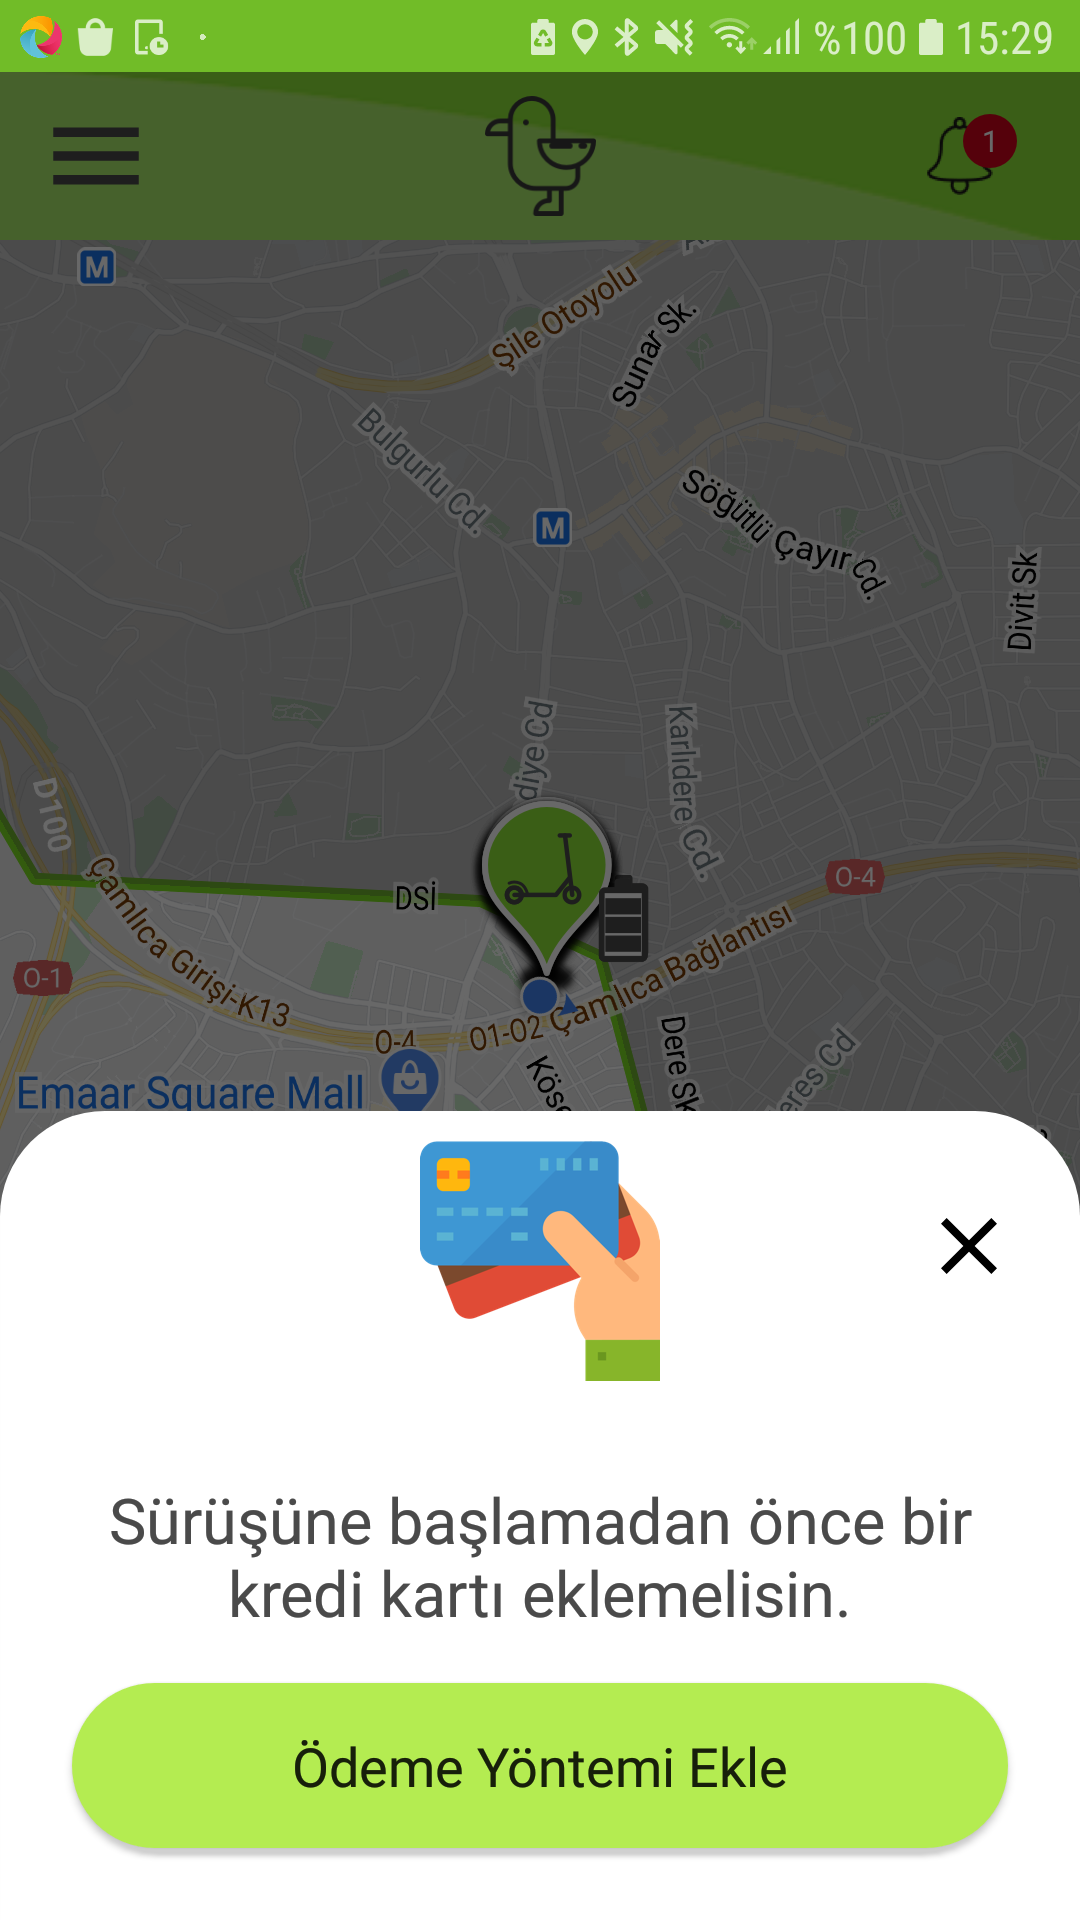 %100 15:29
1
M
Şile Otoyolu
Sunar Sk.
Bulgurlu Cd.
M
Söğütlü Çayır Cd.
Divit Sk
diye Cd
Karlıdere Cd.
D100
Çamlıca Girişi-K13
DSİ
O-4
O-1
O-4
01-02 Çamlıca Bağlantısı
Emaar Square Mall
Köse
Dere Sk
eres Cd
Sürüşüne başlamadan önce bir
kredi kartı eklemelisin.
Ödeme Yöntemi Ekle